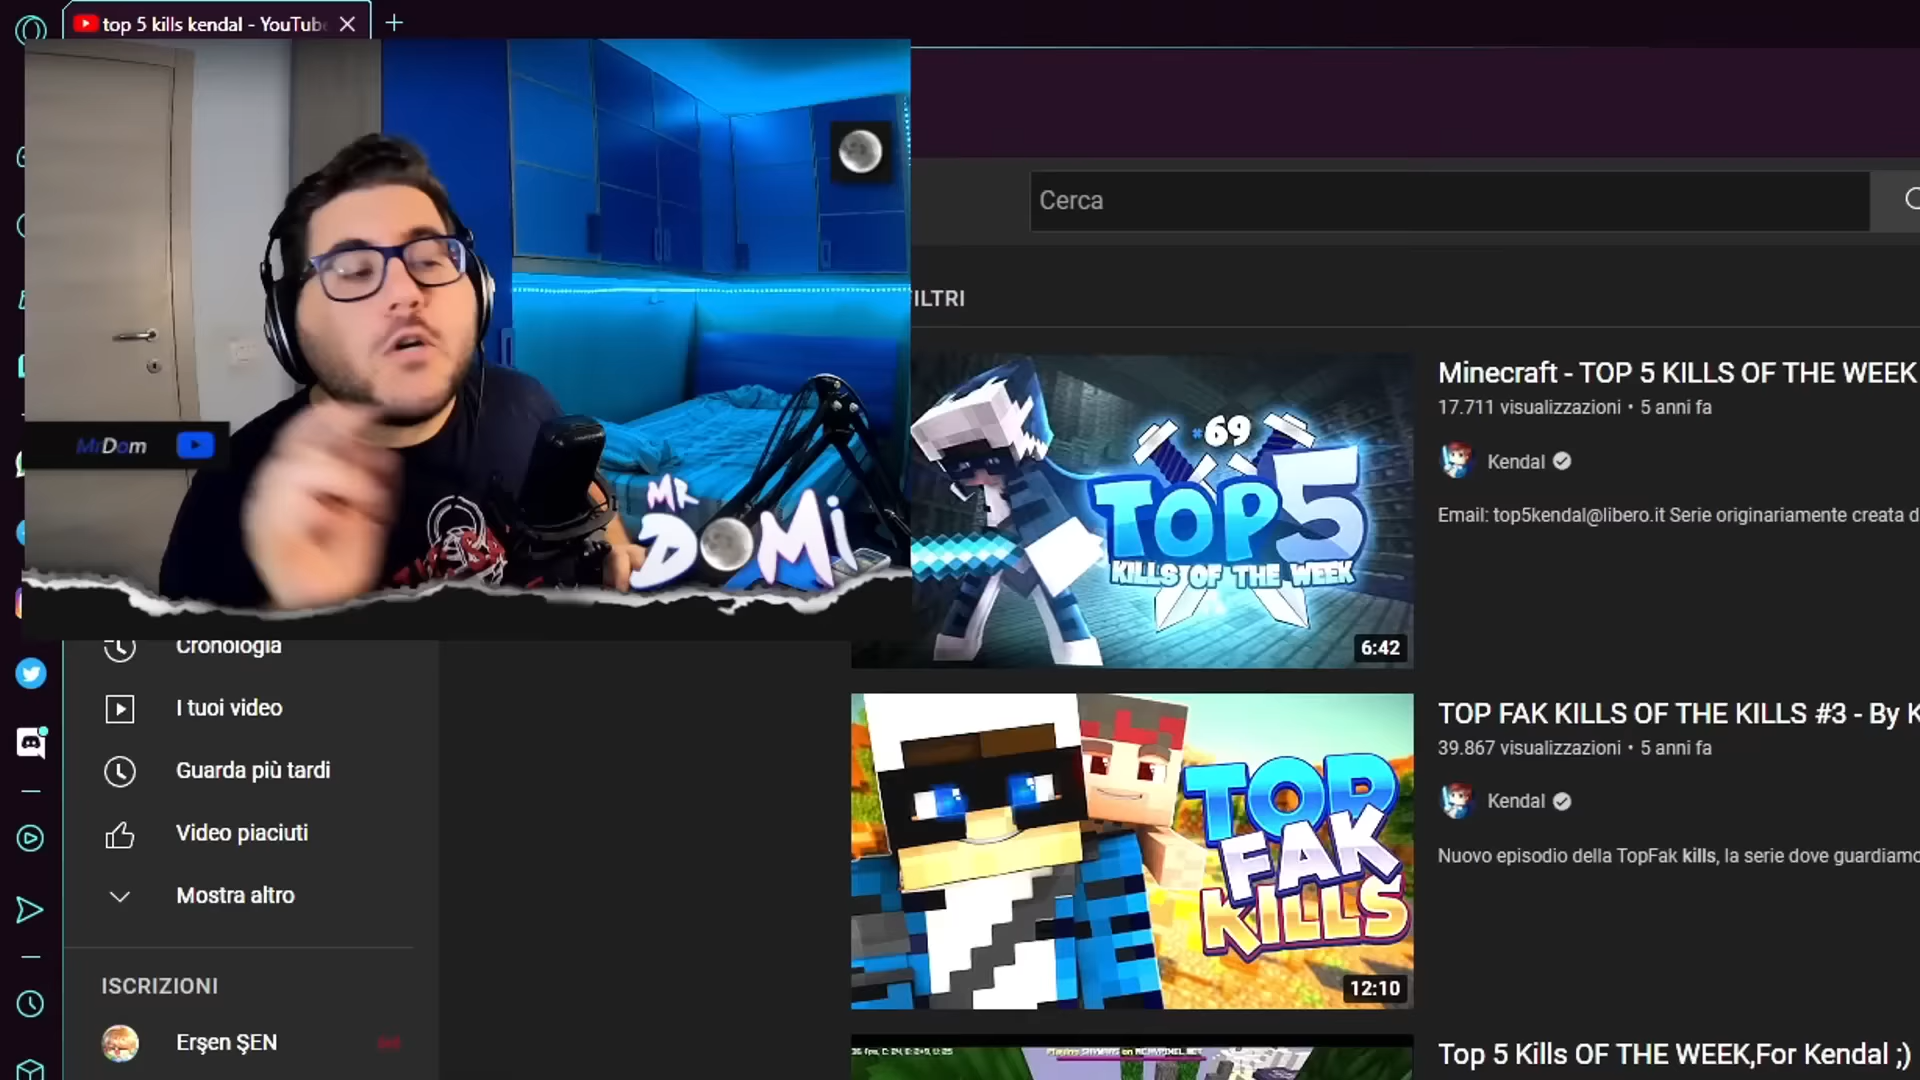 top 5 kills kendal - YouTub
Cerca
FILTRI
MrDom
MR
DOMi
Minecraft - TOP 5 KILLS OF THE WEEK
17.711 visualizzazioni • 5 anni fa
Kendal
Email: top5kendal@libero.it Serie originariamente creata d
#69
TOP 5
KILLS OF THE WEEK
6:42
Cronologia
I tuoi video
Guarda più tardi
Video piaciuti
Mostra altro
ISCRIZIONI
Erşen ŞEN
TOP FAK KILLS OF THE KILLS #3 - By K
39.867 visualizzazioni • 5 anni fa
Kendal
Nuovo episodio della TopFak kills, la serie dove guardiamo
TOP
FAK
KILLS
12:10
Top 5 Kills OF THE WEEK,For Kendal ;)